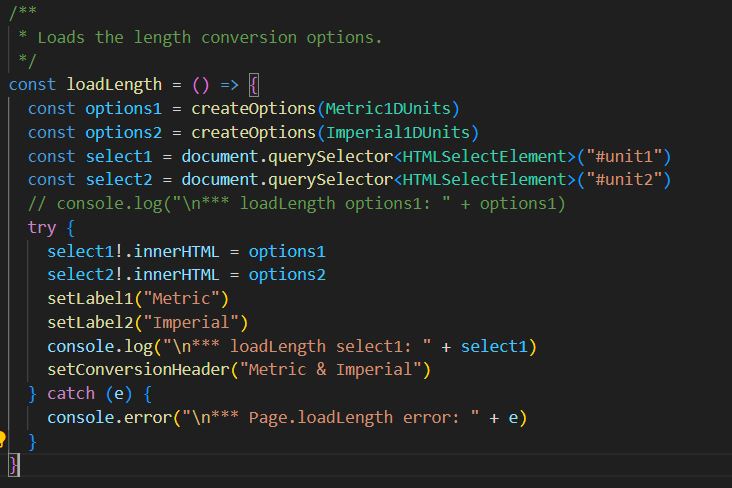 /**
 * Loads the length conversion options.
 */
const loadLength = () => {
  const options1 = createOptions(Metric1DUnits)
  const options2 = createOptions(Imperial1DUnits)
  const select1 = document.querySelector<HTMLSelectElement>("#unit1")
  const select2 = document.querySelector<HTMLSelectElement>("#unit2")
  // console.log("\n*** loadLength options1: " + options1)
  try {
    select1!.innerHTML = options1
    select2!.innerHTML = options2
    setLabel1("Metric")
    setLabel2("Imperial")
    console.log("\n*** loadLength select1: " + select1)
    setConversionHeader("Metric & Imperial")
  } catch (e) {
    console.error("\n*** Page.loadLength error: " + e)
  }
}